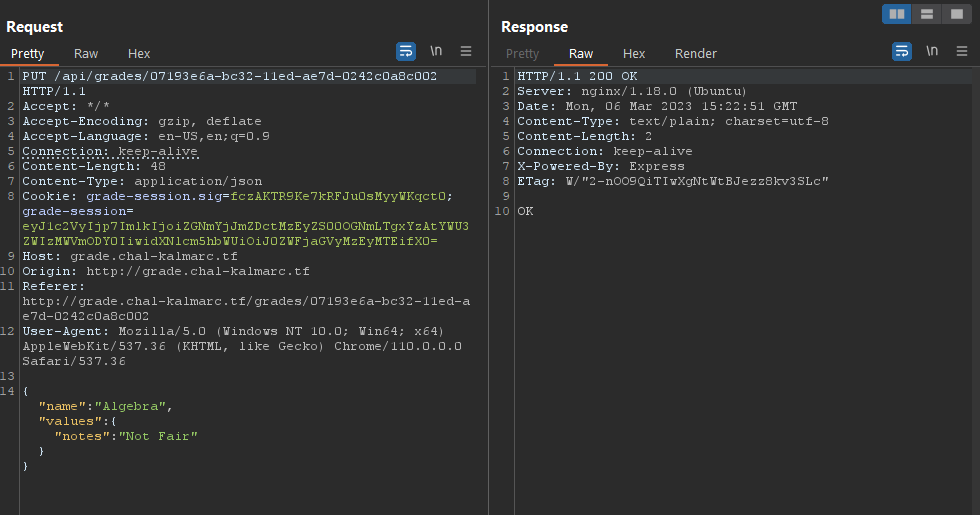 Request
Pretty Raw Hex \n
1 PUT /api/grades/07193e6a-bc32-11ed-ae7d-0242c0a8c002
HTTP/1.1
2 Accept: */*
3 Accept-Encoding: gzip, deflate
4 Accept-Language: en-US,en;q=0.9
5 Connection: keep-alive
6 Content-Length: 48
7 Content-Type: application/json
8 Cookie: grade-session.sig=fczAKTR9Ke7kRFJuOsMyyWKqctO;
grade-session=
eyJ1c2VyIjp7ImlkIjoiZGNmYjJmZDctMzEyZS00OGNmLTgxYzAtYWU3
ZWIzMWVmODY0IiwidXNlcm5hbWUiOiJ0ZWFjaGVyMzEyMTEifX0=
9 Host: grade.chal-kalmarc.tf
10 Origin: http://grade.chal-kalmarc.tf
11 Referer:
http://grade.chal-kalmarc.tf/grades/07193e6a-bc32-11ed-a
e7d-0242c0a8c002
12 User-Agent: Mozilla/5.0 (Windows NT 10.0; Win64; x64)
AppleWebKit/537.36 (KHTML, like Gecko) Chrome/110.0.0.0
Safari/537.36
13
14 {
"name":"Algebra",
"values":{
"notes":"Not Fair"
}
}
Response
Pretty Raw Hex Render \n
1 HTTP/1.1 200 OK
2 Server: nginx/1.18.0 (Ubuntu)
3 Date: Mon, 06 Mar 2023 15:22:51 GMT
4 Content-Type: text/plain; charset=utf-8
5 Content-Length: 2
6 Connection: keep-alive
7 X-Powered-By: Express
8 ETag: W/"2-nOO9QiTIwXgNtWtBJezz8kv3SLc"
9
10 OK